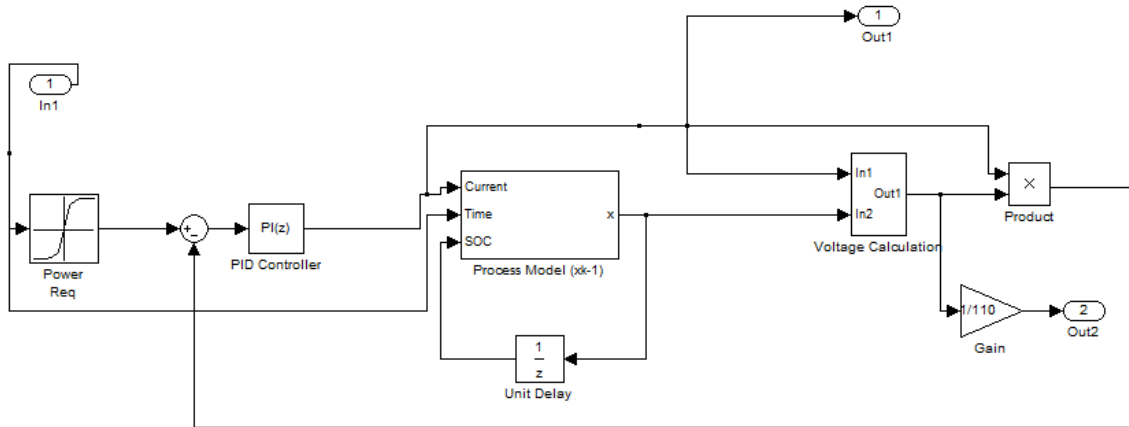 1
Out1
1
In1
Power
Req
+
−
PI(z)
PID Controller
Current
Time
SOC
x
Process Model (xk-1)
1
z
Unit Delay
In1
In2
Out1
Voltage Calculation
×
Product
1/110
Gain
2
Out2